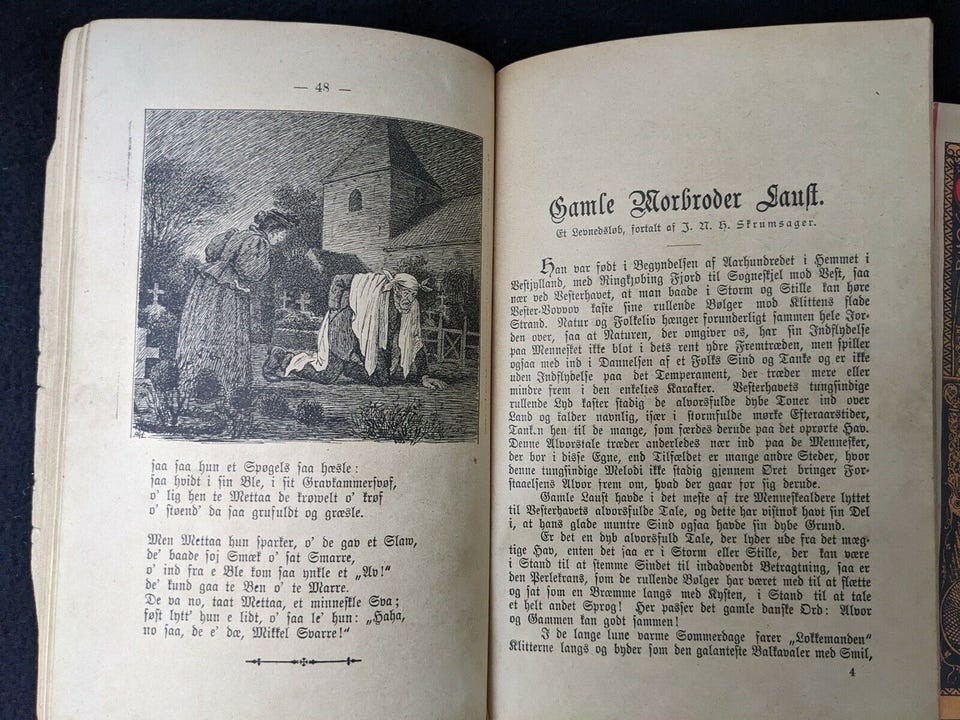 — 48 —
saa saa hun et Spøgels saa hæsle:
saa hvidt i sin Ble, i sit Gravkammersvøf,
o' lig hen te Mettaa de krowelt o' krøf
o' støend' da saa grufuldt og græsle.
Men Mettaa hun sparker, o' de gav et Slaw,
de' baade søj Smæk o' sat Smarre,
o' ind fra e Ble kom saa ynkle et „Av!“
de' kund gaa te Ben o' te Marre.
De va no, taat Mettaa, et minneskle Sva;
føst lytt' hun e lidt, o' saa le' hun: „Haha,
no saa, de e' dæ, Mikkel Svarre!“
Gamle Morbroder Laust.
Et Levnedsløb, fortalt af J. N. H. Skrumsager.
Han var født i Begyndelsen af Aarhundredet i Hemmet i
Vestjylland, med Ringkjøbing Fjord til Sogneskjel mod Vest, saa
nær ved Vesterhavet, at man baade i Storm og Stille kan høre
Vester-Vovvov kaste sine rullende Bølger mod Klittens flade
Strand. Natur og Folkeliv hænger forunderligt sammen hele Jor-
den over, saa at Naturen, der omgiver os, har sin Indflydelse
paa Mennesket ikke blot i dets rent ydre Fremtræden, men spiller
ogsaa med ind i Dannelsen af et Folks Sind og Tanke og er ikke
uden Indflydelse paa det Temperament, der træder mere eller
mindre frem i den enkeltes Karakter. Vesterhavets tungsindige
rullende Lyd kaster stadig de alvorsfulde dybe Toner ind over
Land og kalder navnlig, især i stormfulde mørke Efteraarstider,
Tank.n hen til de mange, som færdes derude paa det oprørte Hav.
Denne Alvorstale træder anderledes nær ind paa de Mennesker,
der bor i disse Egne, end Tilfældet er mange andre Steder, hvor
denne tungsindige Melodi ikke stadig gjennem Øret bringer For-
staaelsens Alvor frem om, hvad der gaar for sig derude.
Gamle Laust havde i det meste af tre Menneskealdere lyttet
til Vesterhavets alvorsfulde Tale, og dette har vistnok havt sin Del
i, at hans glade muntre Sind ogsaa havde sin dybe Grund.
Er det en dyb alvorsfuld Tale, der lyder ude fra det mæg-
tige Hav, enten det saa er i Storm eller Stille, der kan være
i Stand til at stemme Sindet til indadvendt Betragtning, saa er
den Perlekrans, som de rullende Bølger har været med til at flætte
og sat som en Bræmme langs med Kysten, i Stand til at tale
et helt andet Sprog! Her passer det gamle danske Ord: Alvor
og Gammen kan godt sammen!
I de lange lune varme Sommerdage farer „Lokkemanden“
Klitterne langs og byder som den galanteste Balkavaler med Smil,
4